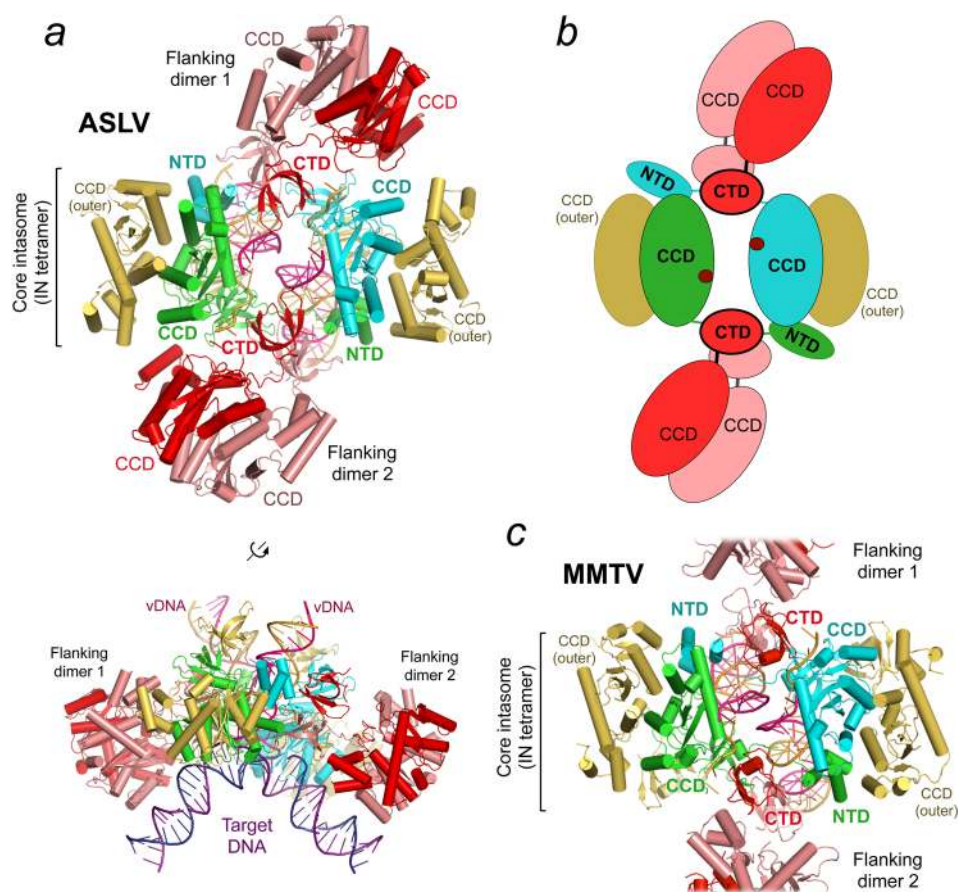 a
ASLV
Flanking
dimer 1
CCD
CCD
NTD
CTD
CCD
CCD
(outer)
Core intasome
(IN tetramer)
CCD
CTD
NTD
CCD
(outer)
CCD
Flanking
dimer 2
CCD
b
CCD
CCD
NTD
CTD
CCD
(outer)
CCD
CCD
CCD
(outer)
CTD
NTD
CCD
CCD
vDNA
vDNA
Flanking
dimer 1
Flanking
dimer 2
Target
DNA
c
MMTV
Flanking
dimer 1
NTD
CTD
CCD
CCD
(outer)
Core intasome
(IN tetramer)
CCD
CTD
NTD
CCD
(outer)
Flanking
dimer 2